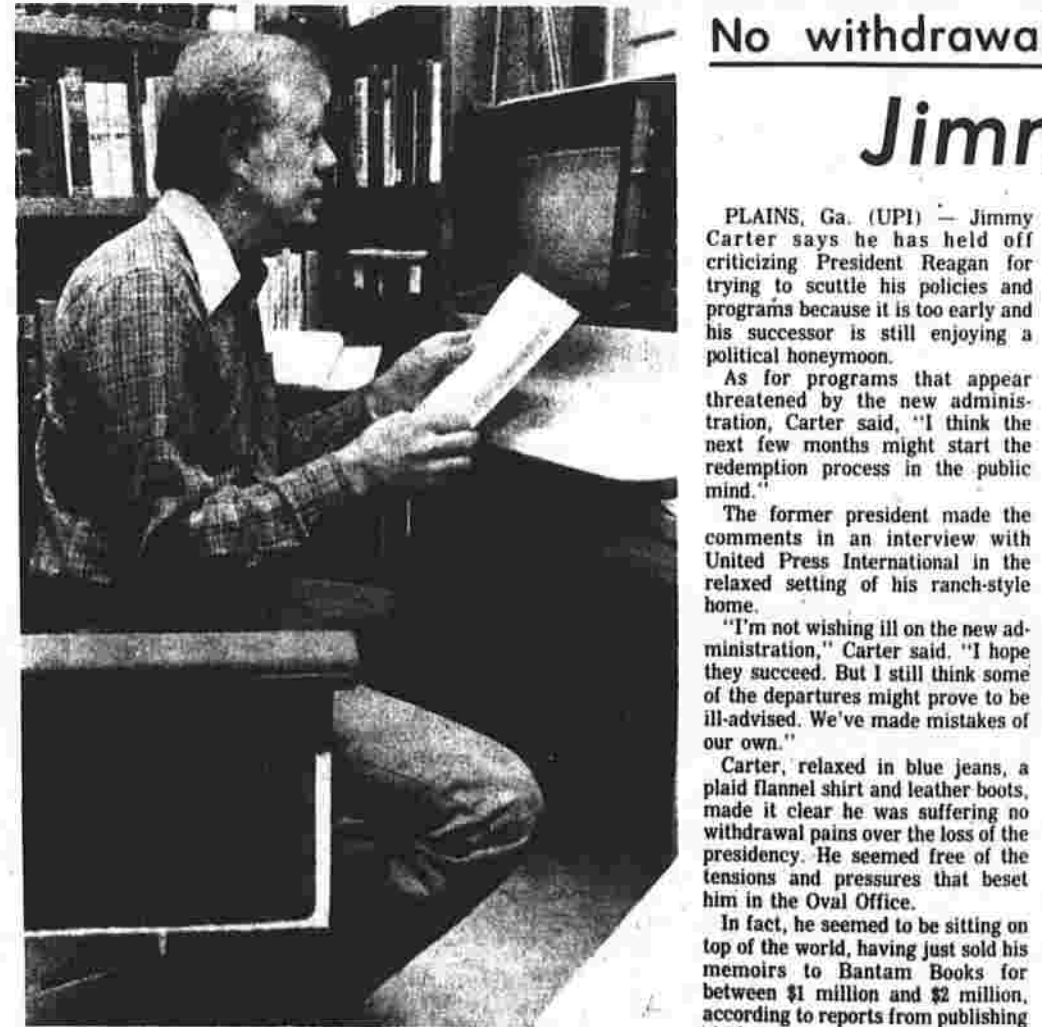 No withdrawa
Jimm
PLAINS, Ga. (UPI) — Jimmy
Carter says he has held off
criticizing President Reagan for
trying to scuttle his policies and
programs because it is too early and
his successor is still enjoying a
political honeymoon.
As for programs that appear
threatened by the new adminis-
tration, Carter said, "I think the
next few months might start the
redemption process in the public
mind."
The former president made the
comments in an interview with
United Press International in the
relaxed setting of his ranch-style
home.
"I'm not wishing ill on the new ad-
ministration," Carter said. "I hope
they succeed. But I still think some
of the departures might prove to be
ill-advised. We've made mistakes of
our own."
Carter, relaxed in blue jeans, a
plaid flannel shirt and leather boots,
made it clear he was suffering no
withdrawal pains over the loss of the
presidency. He seemed free of the
tensions and pressures that beset
him in the Oval Office.
In fact, he seemed to be sitting on
top of the world, having just sold his
memoirs to Bantam Books for
between $1 million and $2 million,
according to reports from publishing